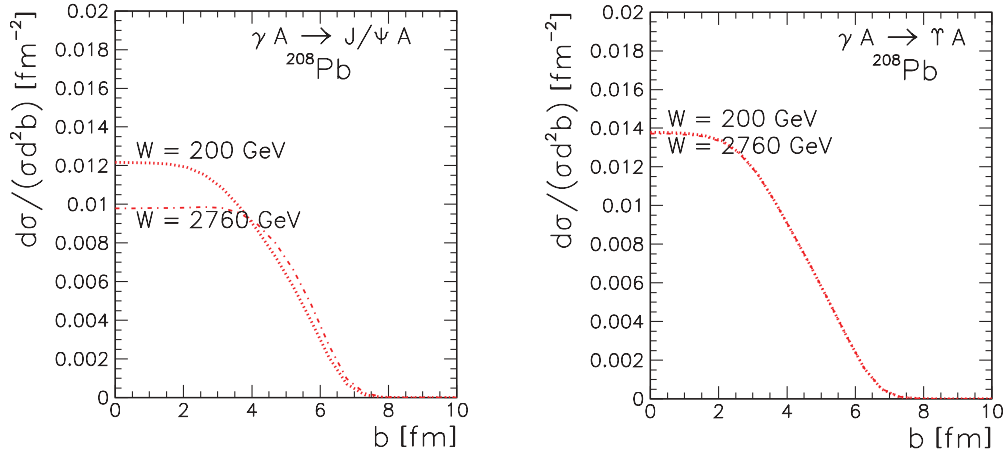 dσ/(σd²b) [fm⁻²]
0.02
0.018
0.016
0.014
0.012
0.01
0.008
0.006
0.004
0.002
0
γ A → J/ψ A
²⁰⁸Pb
W = 200 GeV
W = 2760 GeV
0 2 4 6 8 10
b [fm]
dσ/(σd²b) [fm⁻²]
0.02
0.018
0.016
0.014
0.012
0.01
0.008
0.006
0.004
0.002
0
γ A → ϒ A
²⁰⁸Pb
W = 200 GeV
W = 2760 GeV
0 2 4 6 8 10
b [fm]